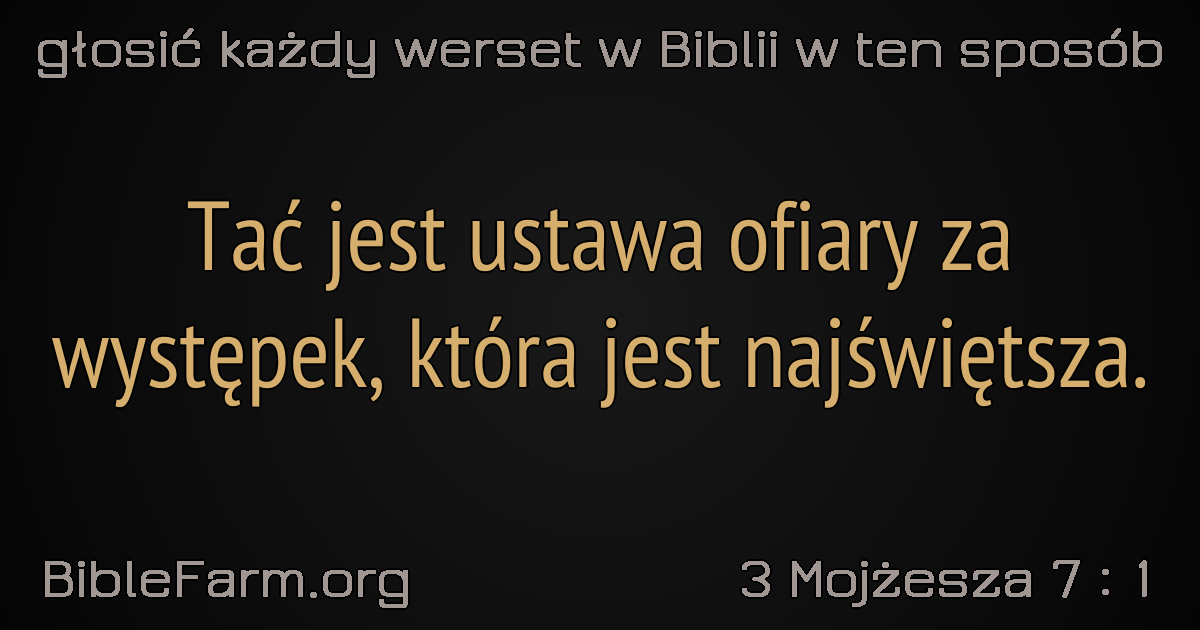 głosić każdy werset w Biblii w ten sposób
Tać jest ustawa ofiary za
występek, która jest najświętsza.
BibleFarm.org
3 Mojżesza 7 : 1